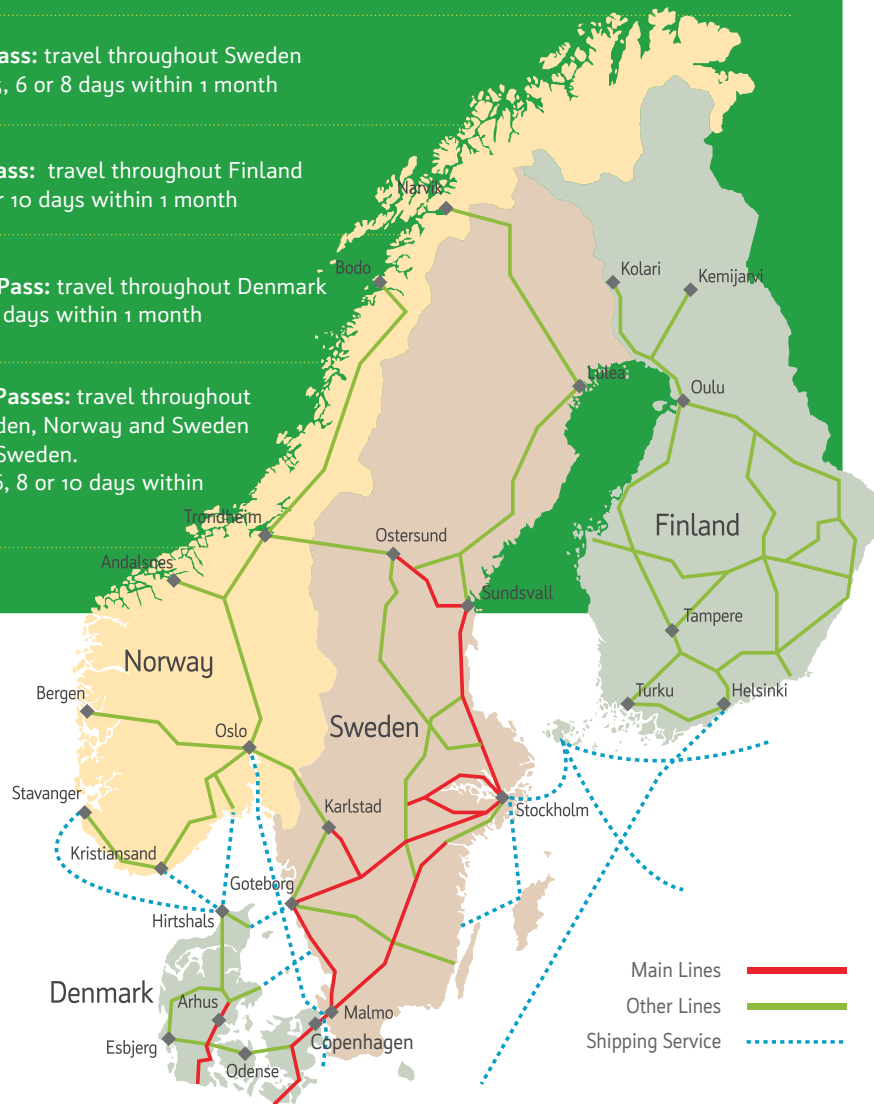 ass: travel throughout Sweden
, 6 or 8 days within 1 month
ass: travel throughout Finland
r 10 days within 1 month
Pass: travel throughout Denmark
days within 1 month
Passes: travel throughout
den, Norway and Sweden
Sweden.
, 8 or 10 days within
Narvik
Bodo
Kolari
Kemijarvi
Lulea
Oulu
Trondheim
Ostersund
Finland
Andalsnes
Sundsvall
Tampere
Norway
Bergen
Turku
Helsinki
Oslo
Sweden
Stavanger
Karlstad
Stockholm
Kristiansand
Goteborg
Hirtshals
Main Lines
Denmark
Arhus
Other Lines
Malmo
Esbjerg
Copenhagen
Shipping Service
Odense